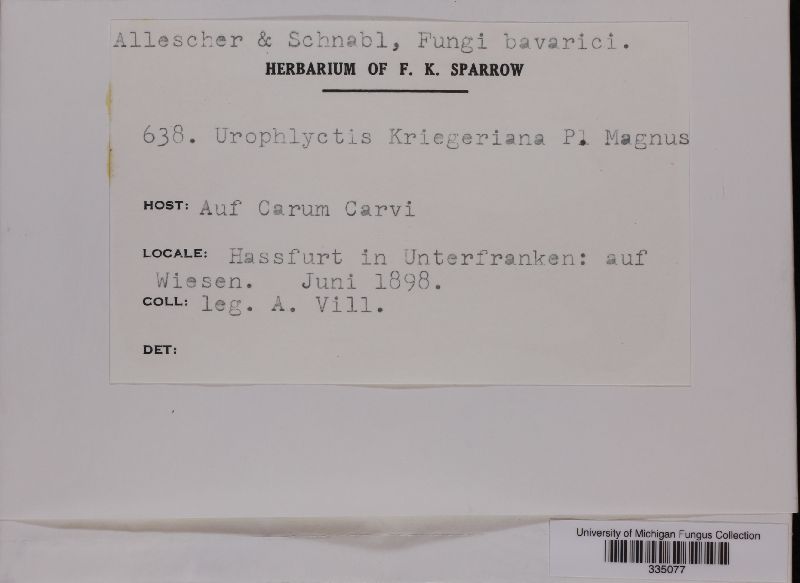 Allescher & Schnabl, Fungi bavarici.
HERBARIUM OF F. K. SPARROW
638. Urophlyctis Kriegeriana Pl. Magnus
HOST: Auf Carum Carvi
LOCALE: Hassfurt in Unterfranken: auf
Wiesen. Juni 1898.
COLL: leg. A. Vill.
DET:
University of Michigan Fungus Collection
335077